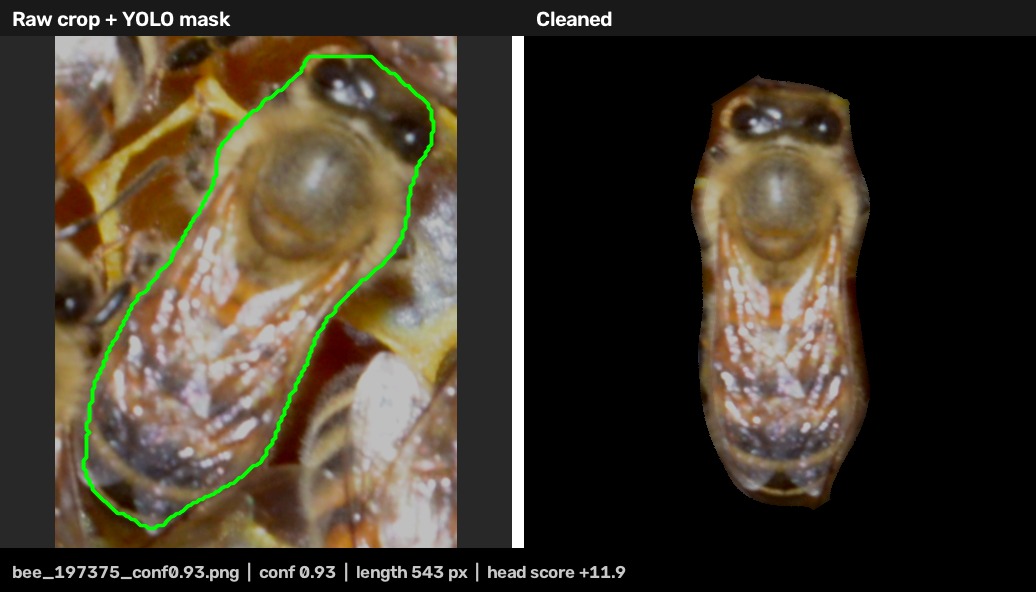 Raw crop + YOLO mask
Cleaned
bee_197375_conf0.93.png | conf 0.93 | length 543 px | head score +11.9